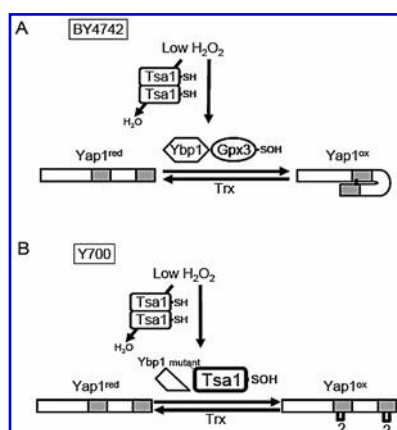 A
BY4742
Low H₂O₂
Tsa1-SH
Tsa1-SH
H₂O
Ybp1 Gpx3-SOH
Yap1ʳᵉᵈ Yap1ᵒˣ
Trx
B
Y700
Low H₂O₂
Tsa1-SH
Tsa1-SH
H₂O
Ybp1 mutant
Tsa1-SOH
Yap1ʳᵉᵈ Yap1ᵒˣ
Trx
? ?